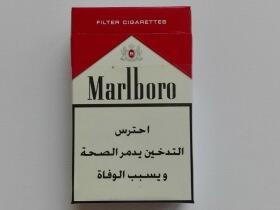 FILTER CIGARETTES
Marlboro
احترس
التدخين يدمر الصحة
ويسبب الوفاة